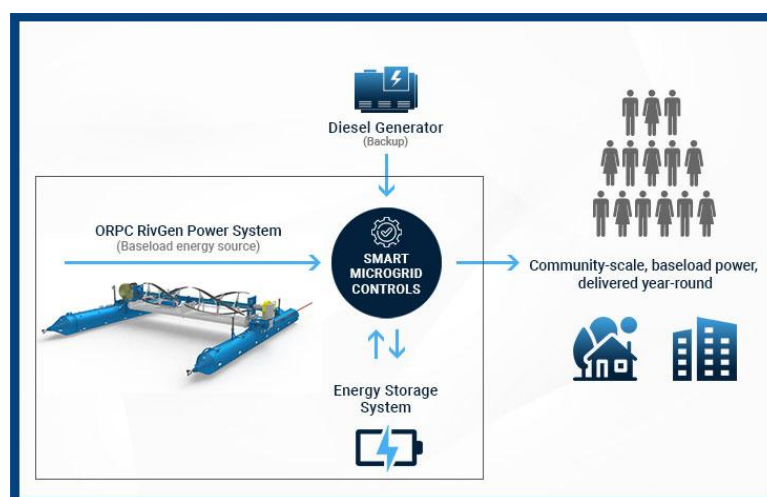 Diesel Generator
(Backup)
ORPC RivGen Power System
(Baseload energy source)
SMART
MICROGRID
CONTROLS
Community-scale, baseload power,
delivered year-round
Energy Storage
System